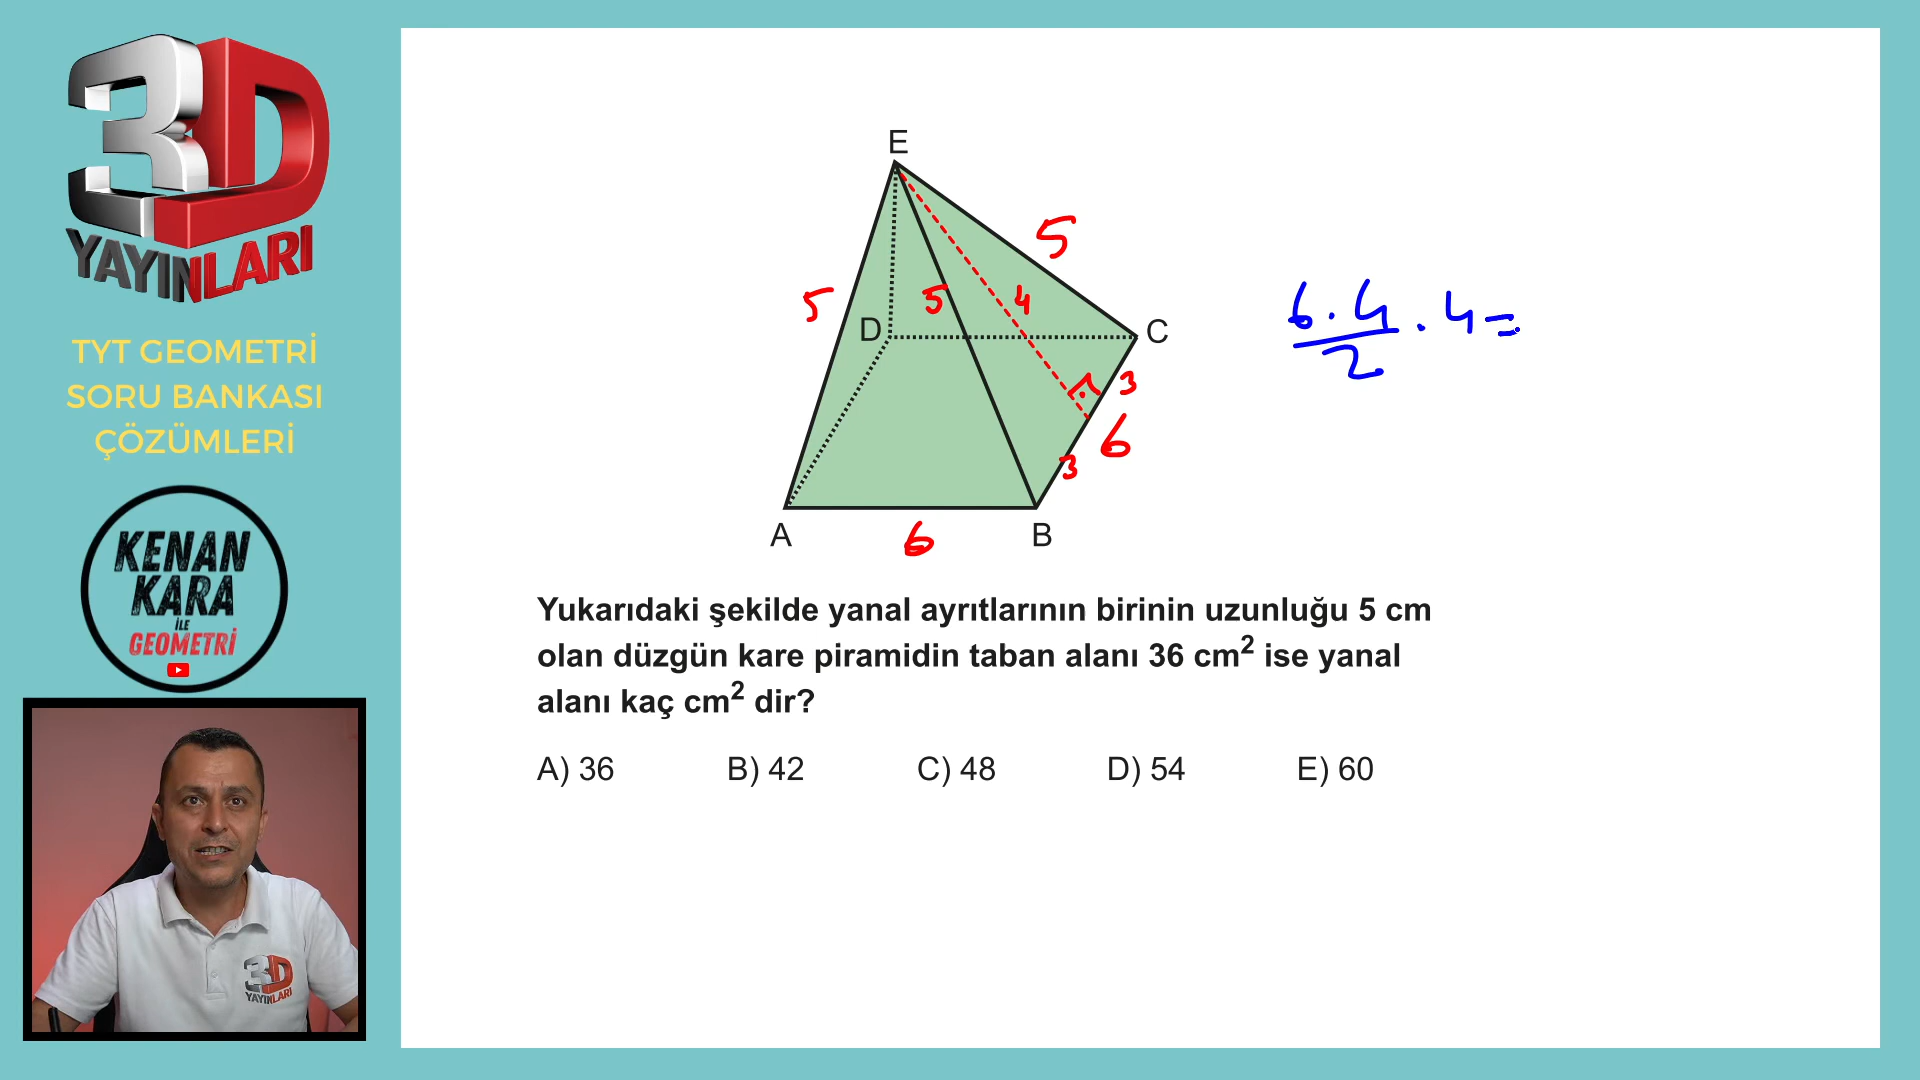 3D
YAYINLARI
TYT GEOMETRİ
SORU BANKASI
ÇÖZÜMLERİ
KENAN
KARA
İLE
GEOMETRİ
3D
YAYINLARI
E
5
5
5
4
D
C
3
6
3
A
B
6
6 · 4 / 2 · 4 =
Yukarıdaki şekilde yanal ayrıtlarının birinin uzunluğu 5 cm
olan düzgün kare piramidin taban alanı 36 cm² ise yanal
alanı kaç cm² dir?
A) 36 B) 42 C) 48 D) 54 E) 60